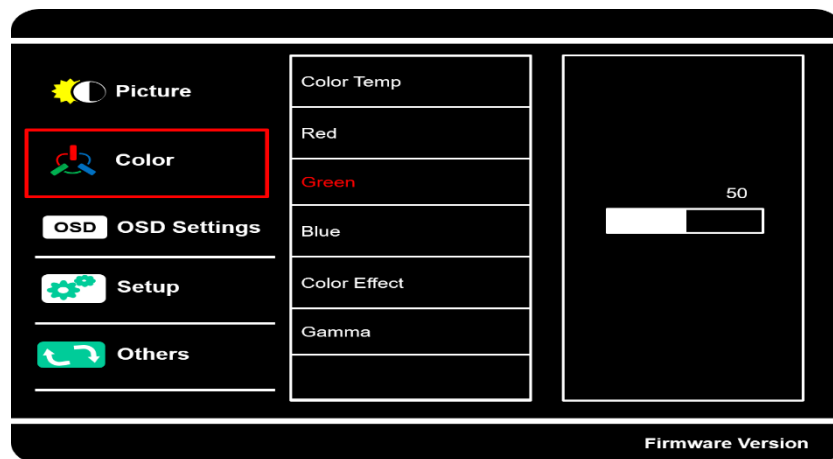 Picture
Color
OSD OSD Settings
Setup
Others
Color Temp
Red
Green
Blue
Color Effect
Gamma
50
Firmware Version